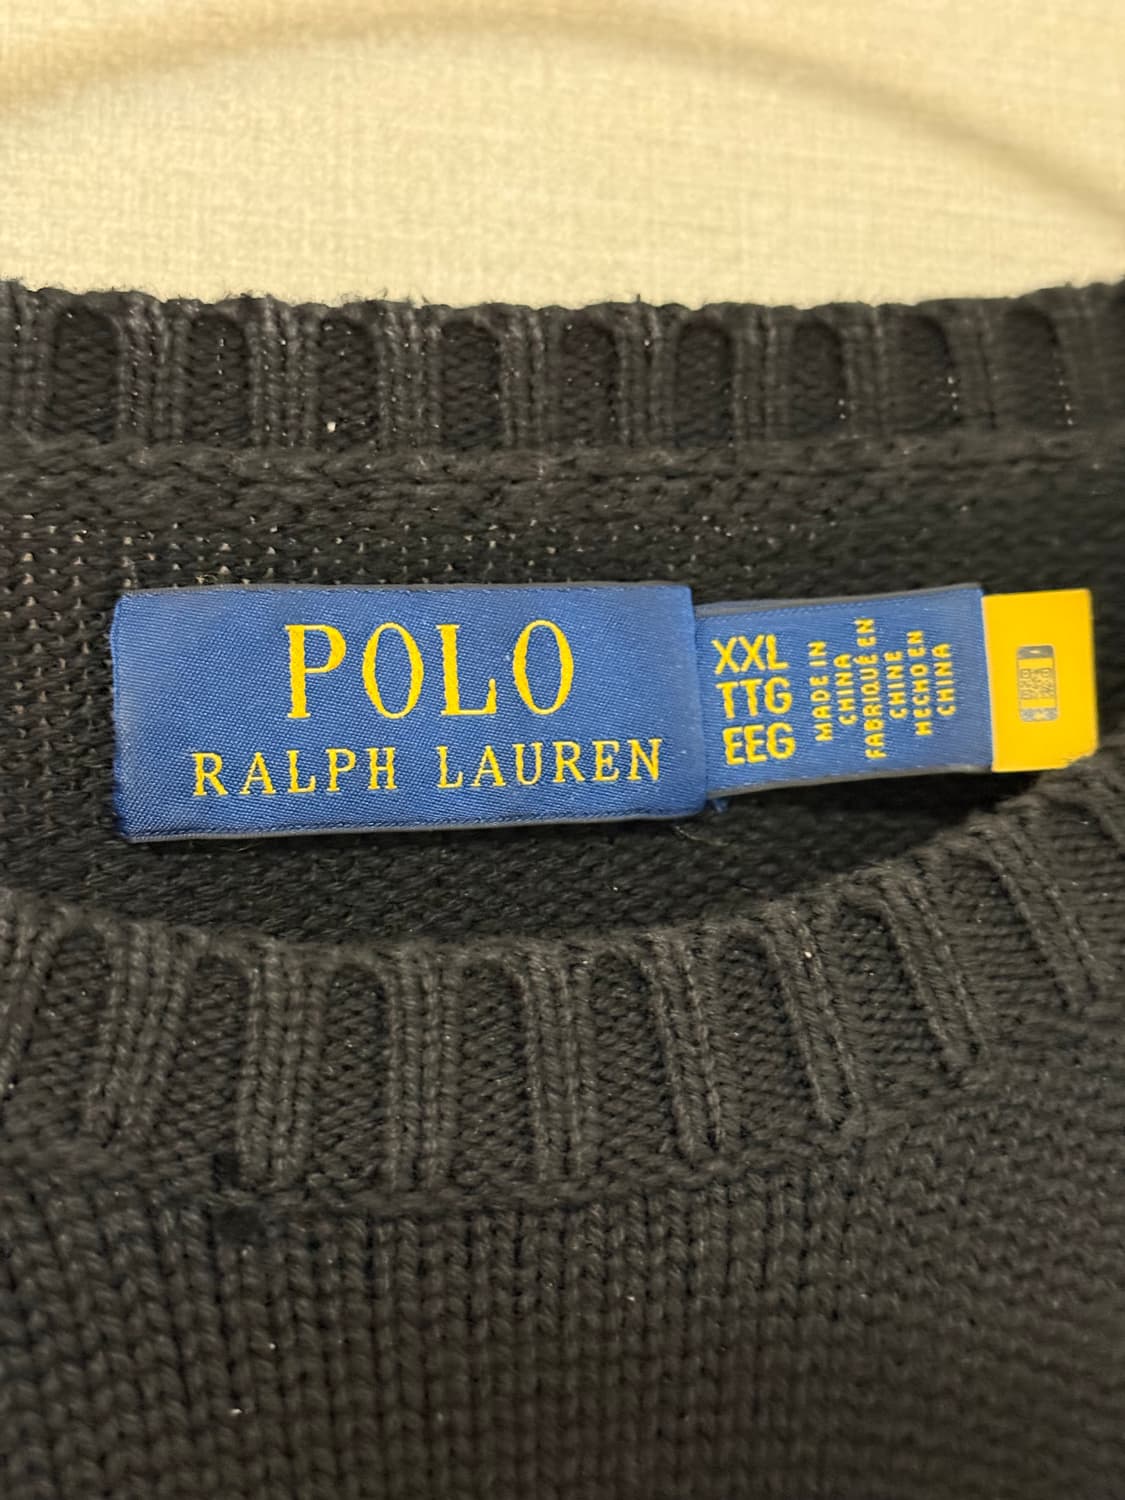 POLO
RALPH LAUREN
XXL
TTG
EEG
MADE IN
CHINA
FABRIQUÉ EN
CHINE
HECHO EN
CHINA